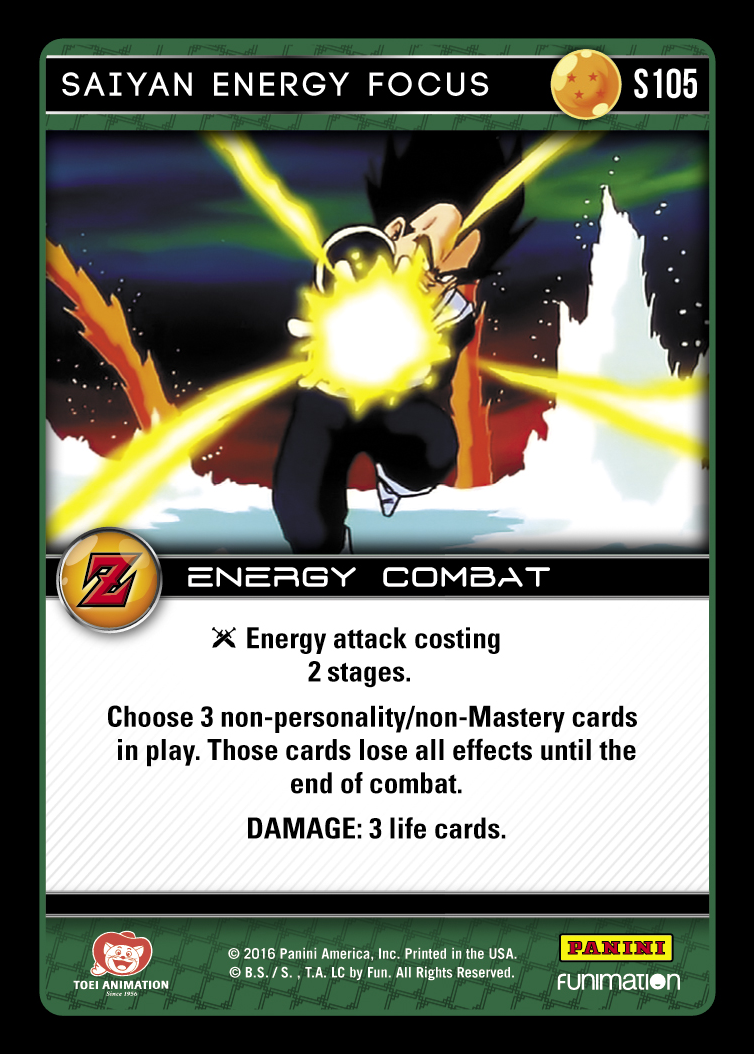 SAIYAN ENERGY FOCUS S105
Z
ENERGY COMBAT
Energy attack costing
2 stages.
Choose 3 non-personality/non-Mastery cards
in play. Those cards lose all effects until the
end of combat.
DAMAGE: 3 life cards.
TOEI ANIMATION
Since 1956
© 2016 Panini America, Inc. Printed in the USA.
© B.S. / S. , T.A. LC by Fun. All Rights Reserved.
PANINI
FUNIMATION